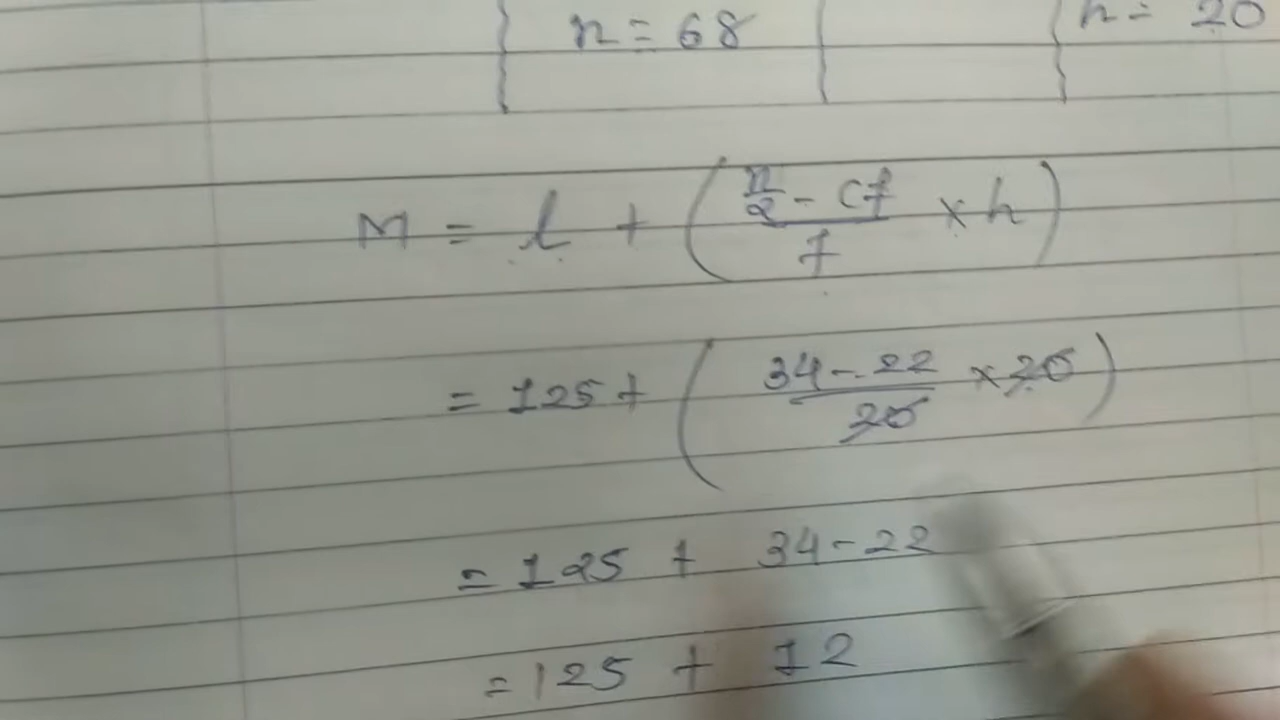 n = 68 h = 20
M = l + ( n/2 - cf / f × h )
= 125 + ( 34 - 22 / 20 × 20 )
= 125 + 34 - 22
= 125 + 12